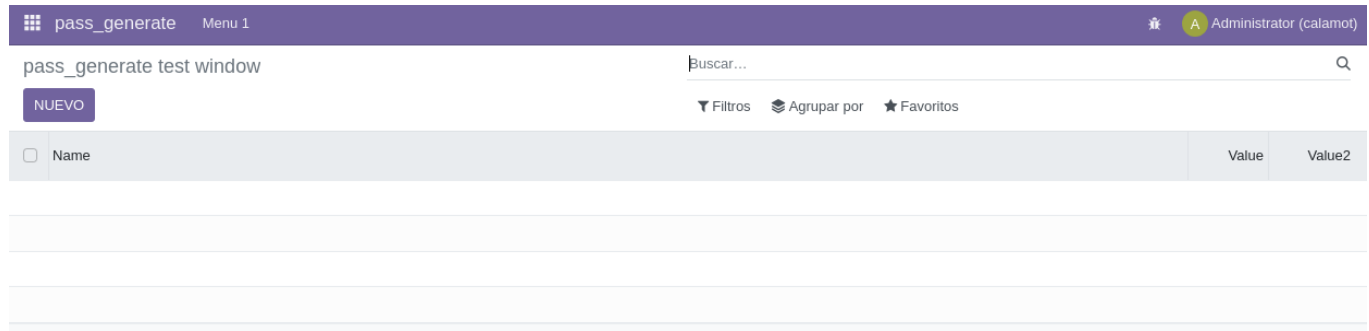 pass_generate Menu 1 A Administrator (calamot)
pass_generate test window Buscar...
NUEVO Filtros Agrupar por Favoritos
Name Value Value2